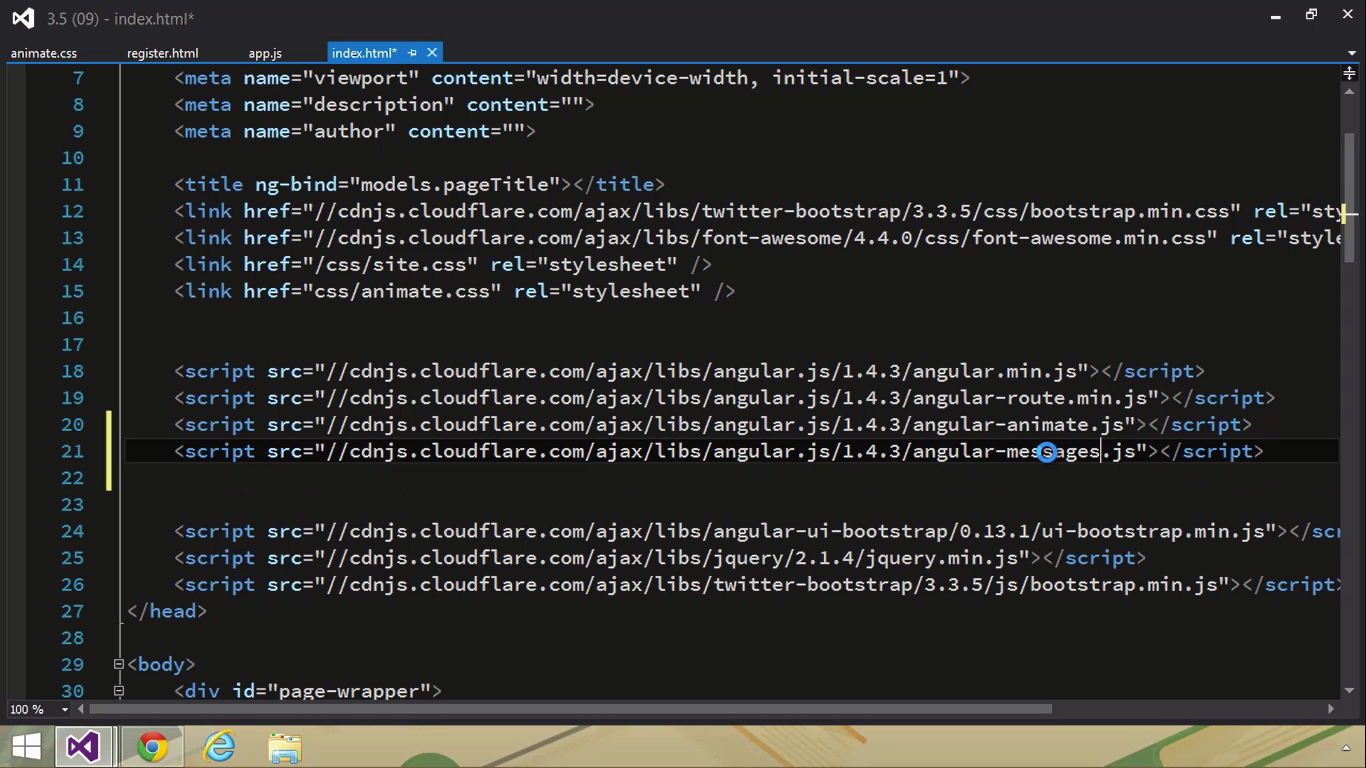 3.5 (09) - index.html*
animate.css register.html app.js index.html*
7 <meta name="viewport" content="width=device-width, initial-scale=1">
8 <meta name="description" content="">
9 <meta name="author" content="">
10
11 <title ng-bind="models.pageTitle"></title>
12 <link href="//cdnjs.cloudflare.com/ajax/libs/twitter-bootstrap/3.3.5/css/bootstrap.min.css" rel="sty
13 <link href="//cdnjs.cloudflare.com/ajax/libs/font-awesome/4.4.0/css/font-awesome.min.css" rel="style
14 <link href="/css/site.css" rel="stylesheet" />
15 <link href="css/animate.css" rel="stylesheet" />
16
17
18 <script src="//cdnjs.cloudflare.com/ajax/libs/angular.js/1.4.3/angular.min.js"></script>
19 <script src="//cdnjs.cloudflare.com/ajax/libs/angular.js/1.4.3/angular-route.min.js"></script>
20 <script src="//cdnjs.cloudflare.com/ajax/libs/angular.js/1.4.3/angular-animate.js"></script>
21 <script src="//cdnjs.cloudflare.com/ajax/libs/angular.js/1.4.3/angular-messages.js"></script>
22
23
24 <script src="//cdnjs.cloudflare.com/ajax/libs/angular-ui-bootstrap/0.13.1/ui-bootstrap.min.js"></scr
25 <script src="//cdnjs.cloudflare.com/ajax/libs/jquery/2.1.4/jquery.min.js"></script>
26 <script src="//cdnjs.cloudflare.com/ajax/libs/twitter-bootstrap/3.3.5/js/bootstrap.min.js"></script>
27 </head>
28
29 <body>
30 <div id="page-wrapper">
100 %